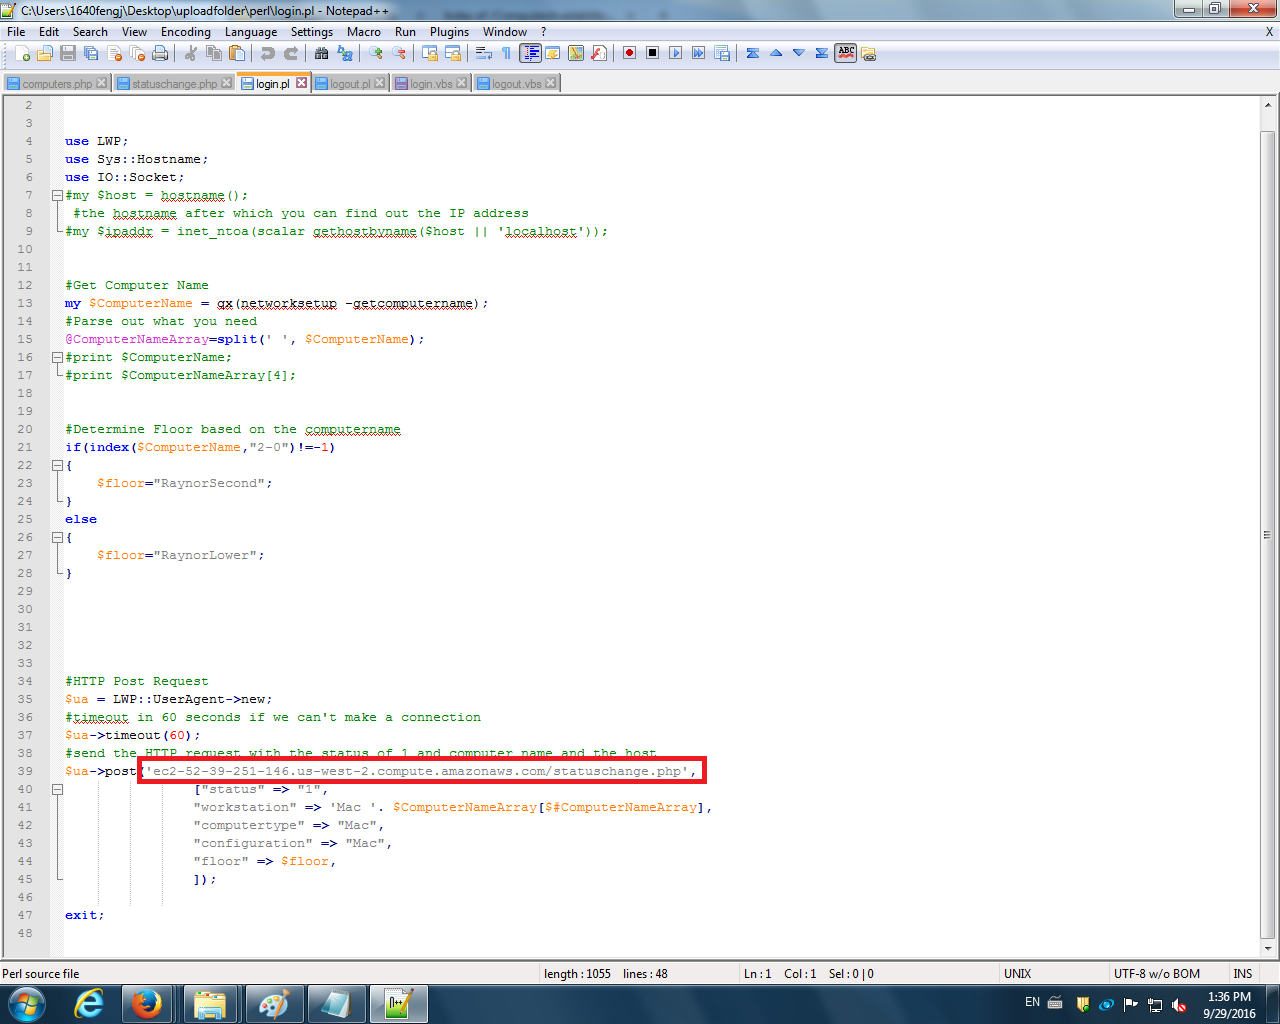 C:\Users\1640fengj\Desktop\uploadfolder\perl\login.pl - Notepad++
File Edit Search View Encoding Language Settings Macro Run Plugins Window ? X
computers.php statuschange.php login.pl logout.pl login.vbs logout.vbs
2
3
4 use LWP;
5 use Sys::Hostname;
6 use IO::Socket;
7 #my $host = hostname();
8 #the hostname after which you can find out the IP address
9 #my $ipaddr = inet_ntoa(scalar gethostbyname($host || 'localhost'));
10
11
12 #Get Computer Name
13 my $ComputerName = qx(networksetup -getcomputername);
14 #Parse out what you need
15 @ComputerNameArray=split(' ', $ComputerName);
16 #print $ComputerName;
17 #print $ComputerNameArray[4];
18
19
20 #Determine Floor based on the computername
21 if(index($ComputerName,"2-0")!=-1)
22 {
23 $floor="RaynorSecond";
24 }
25 else
26 {
27 $floor="RaynorLower";
28 }
29
30
31
32
33
34 #HTTP Post Request
35 $ua = LWP::UserAgent->new;
36 #timeout in 60 seconds if we can't make a connection
37 $ua->timeout(60);
38 #send the HTTP request with the status of 1 and computer name and the host
39 $ua->post('ec2-52-39-251-146.us-west-2.compute.amazonaws.com/statuschange.php',
40 ["status" => "1",
41 "workstation" => 'Mac '. $ComputerNameArray[$#ComputerNameArray],
42 "computertype" => "Mac",
43 "configuration" => "Mac",
44 "floor" => $floor,
45 ]);
46
47 exit;
48
Perl source file length : 1055 lines : 48 Ln : 1 Col : 1 Sel : 0 | 0 UNIX UTF-8 w/o BOM INS
EN 1:36 PM
9/29/2016